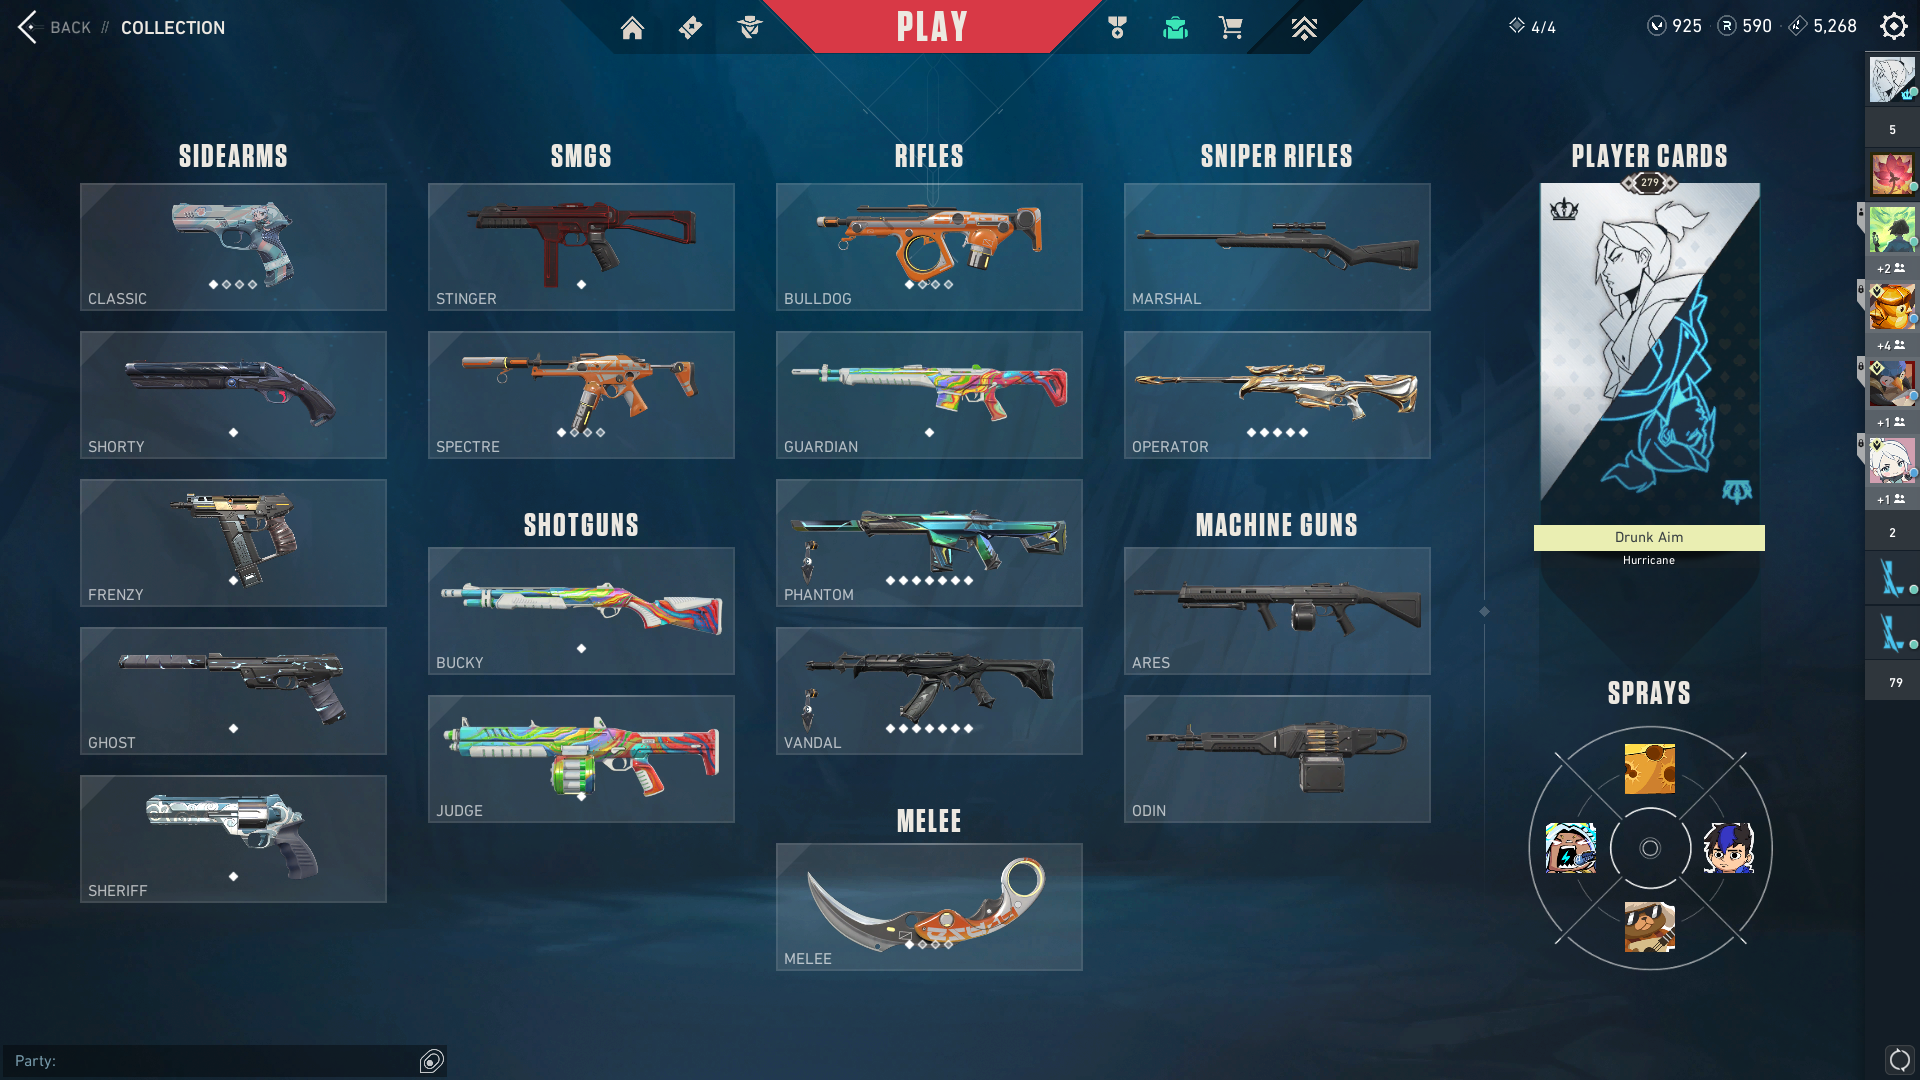 BACK // COLLECTION
PLAY
4/4
925
590
5,268
SIDEARMS
CLASSIC
SHORTY
FRENZY
GHOST
SHERIFF
SMGS
STINGER
SPECTRE
SHOTGUNS
BUCKY
JUDGE
RIFLES
BULLDOG
GUARDIAN
PHANTOM
VANDAL
MELEE
MELEE
SNIPER RIFLES
MARSHAL
OPERATOR
MACHINE GUNS
ARES
ODIN
PLAYER CARDS
279
Drunk Aim
Hurricane
SPRAYS
5
+2
+4
+1
+1
2
79
Party: